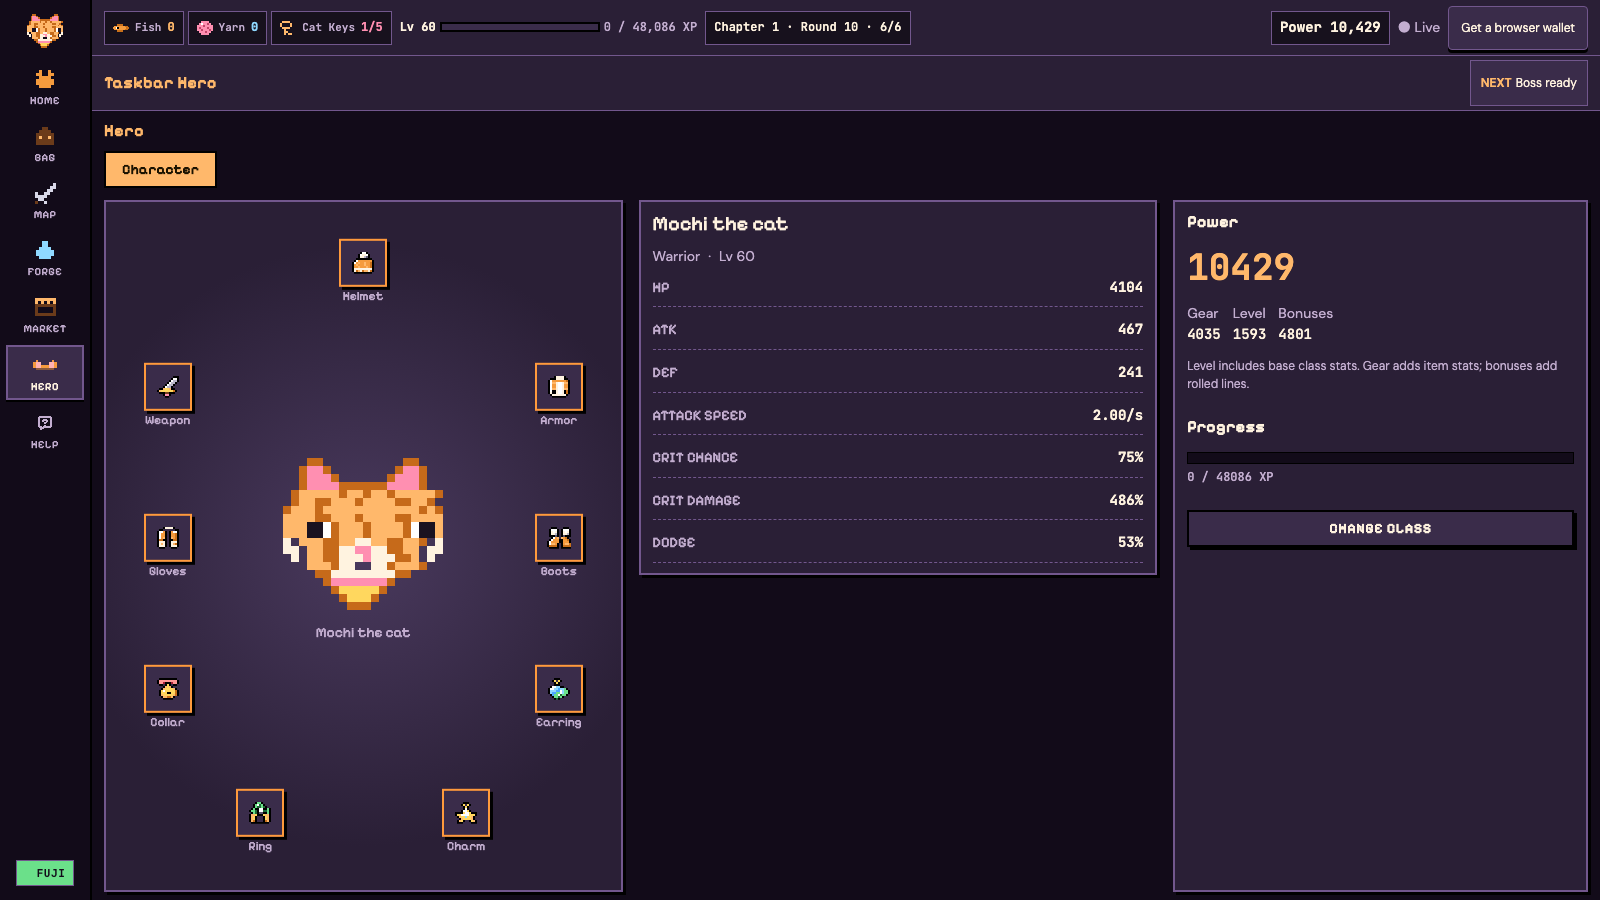 Fish 0
Yarn 0
Cat Keys 1/5
Lv 60
0 / 48,086 XP
Chapter 1 · Round 10 · 6/6
Power 10,429
Live
Get a browser wallet
HOME
BAG
MAP
FORGE
MARKET
HERO
HELP
FUJI
Taskbar Hero
NEXT Boss ready
Hero
Character
Helmet
Weapon
Armor
Gloves
Boots
Mochi the cat
Collar
Earring
Ring
Charm
Mochi the cat
Warrior · Lv 60
HP 4104
ATK 467
DEF 241
ATTACK SPEED 2.00/s
CRIT CHANCE 75%
CRIT DAMAGE 486%
DODGE 53%
Power
10429
Gear Level Bonuses
4035 1593 4801
Level includes base class stats. Gear adds item stats; bonuses add
rolled lines.
Progress
0 / 48086 XP
CHANGE CLASS